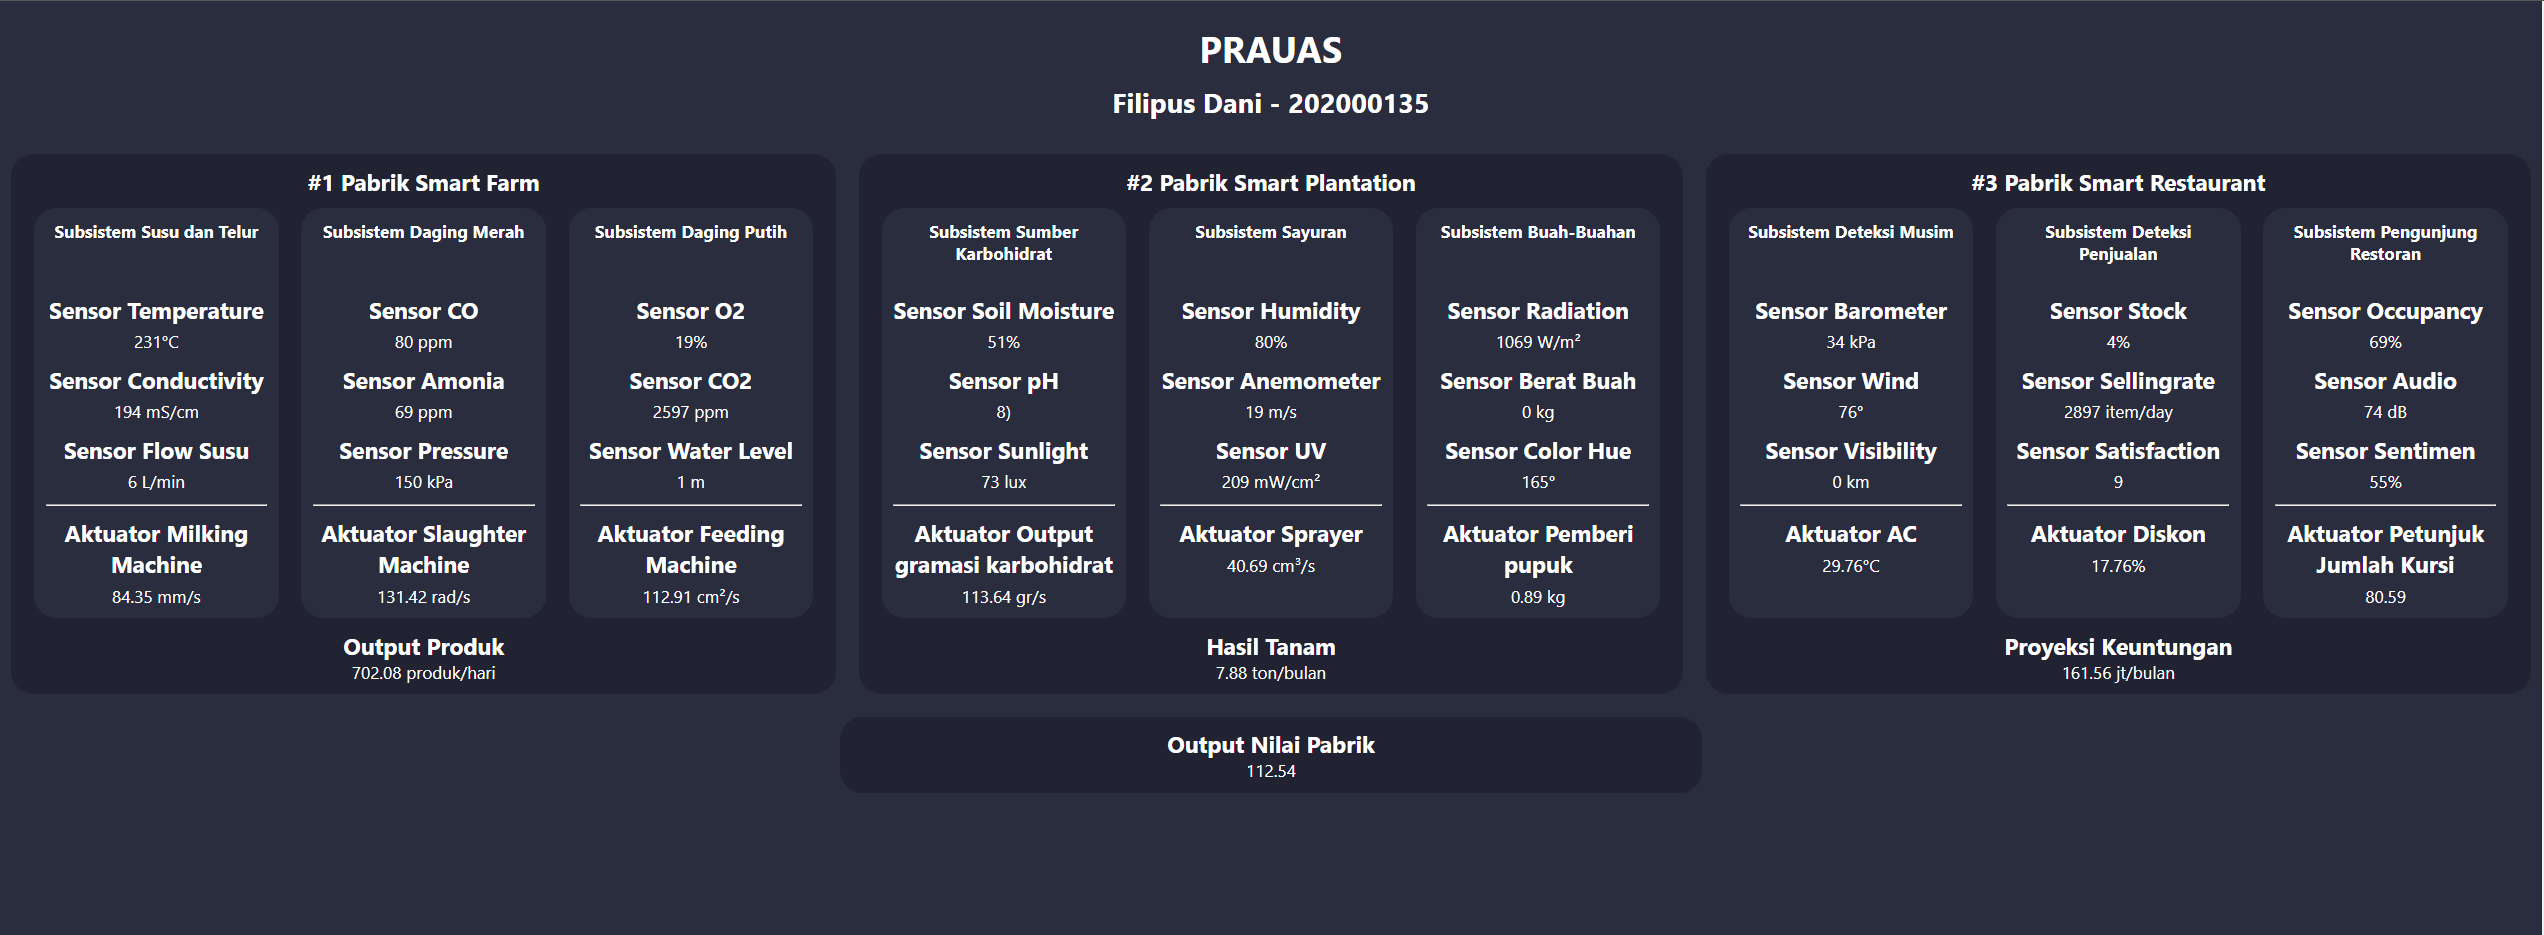 PRAUAS
Filipus Dani - 202000135
#1 Pabrik Smart Farm
Subsistem Susu dan Telur
Sensor Temperature
231°C
Sensor Conductivity
194 mS/cm
Sensor Flow Susu
6 L/min
Aktuator Milking
Machine
84.35 mm/s
Subsistem Daging Merah
Sensor CO
80 ppm
Sensor Amonia
69 ppm
Sensor Pressure
150 kPa
Aktuator Slaughter
Machine
131.42 rad/s
Subsistem Daging Putih
Sensor O2
19%
Sensor CO2
2597 ppm
Sensor Water Level
1 m
Aktuator Feeding
Machine
112.91 cm²/s
Output Produk
702.08 produk/hari
#2 Pabrik Smart Plantation
Subsistem Sumber
Karbohidrat
Sensor Soil Moisture
51%
Sensor pH
8)
Sensor Sunlight
73 lux
Aktuator Output
gramasi karbohidrat
113.64 gr/s
Subsistem Sayuran
Sensor Humidity
80%
Sensor Anemometer
19 m/s
Sensor UV
209 mW/cm²
Aktuator Sprayer
40.69 cm³/s
Subsistem Buah-Buahan
Sensor Radiation
1069 W/m²
Sensor Berat Buah
0 kg
Sensor Color Hue
165°
Aktuator Pemberi
pupuk
0.89 kg
Hasil Tanam
7.88 ton/bulan
#3 Pabrik Smart Restaurant
Subsistem Deteksi Musim
Sensor Barometer
34 kPa
Sensor Wind
76°
Sensor Visibility
0 km
Aktuator AC
29.76°C
Subsistem Deteksi
Penjualan
Sensor Stock
4%
Sensor Sellingrate
2897 item/day
Sensor Satisfaction
9
Aktuator Diskon
17.76%
Subsistem Pengunjung
Restoran
Sensor Occupancy
69%
Sensor Audio
74 dB
Sensor Sentimen
55%
Aktuator Petunjuk
Jumlah Kursi
80.59
Proyeksi Keuntungan
161.56 jt/bulan
Output Nilai Pabrik
112.54